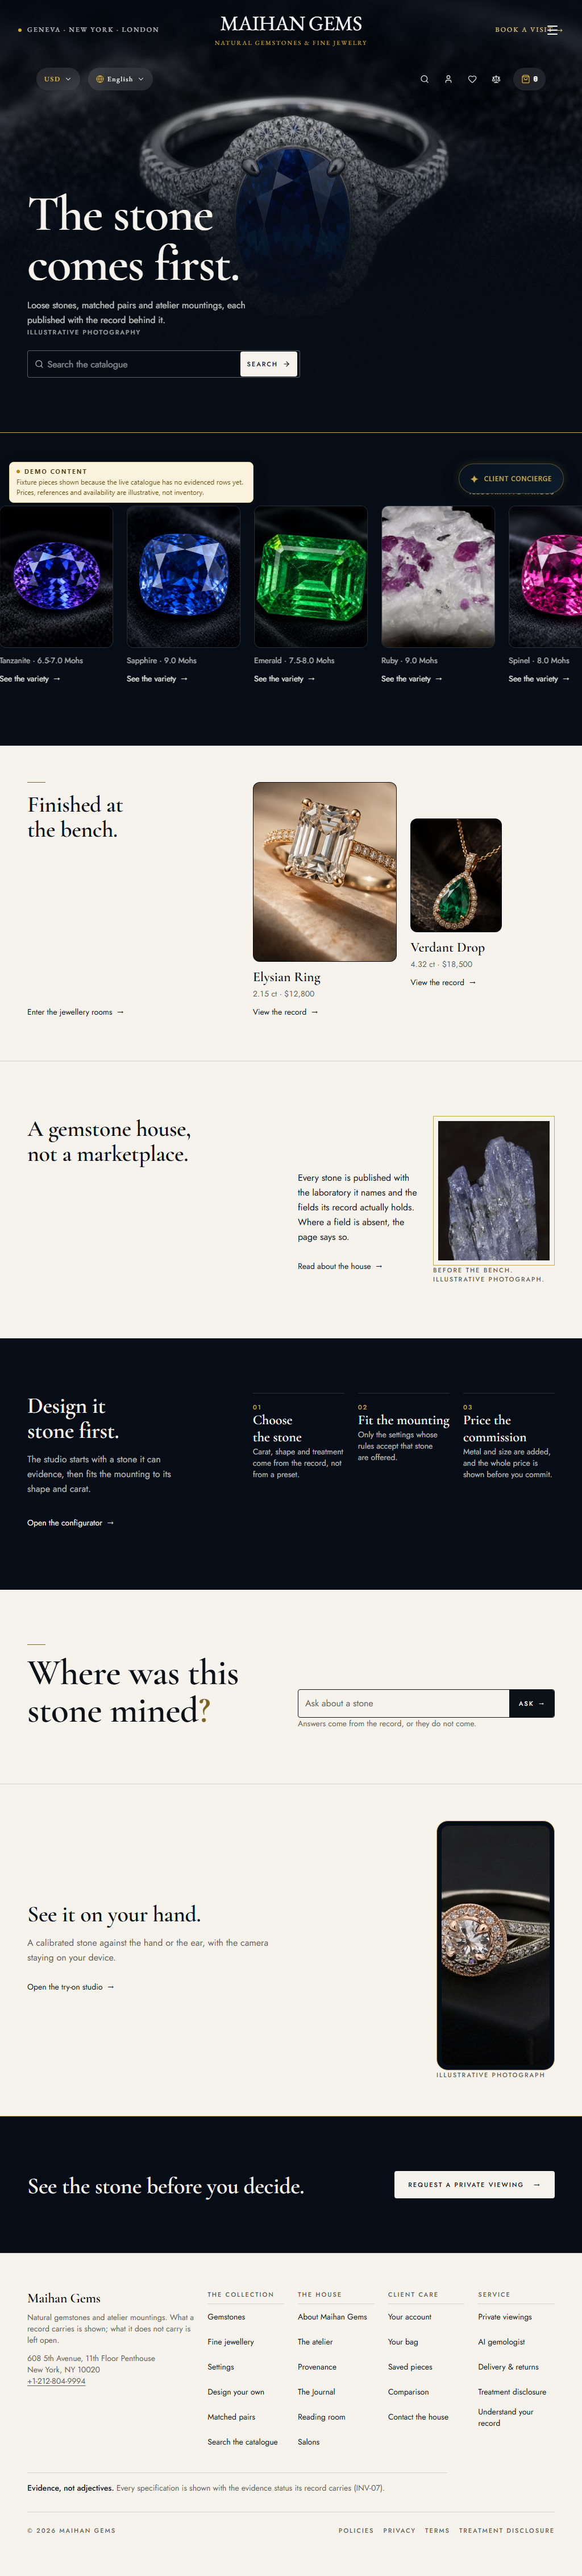 GENEVA · NEW YORK · LONDON
MAIHAN GEMS
NATURAL GEMSTONES & FINE JEWELRY
BOOK A VISIT →
USD
English
0
The stone
comes first.
Loose stones, matched pairs and atelier mountings, each
published with the record behind it.
ILLUSTRATIVE PHOTOGRAPHY
Search the catalogue
SEARCH →
DEMO CONTENT
Fixture pieces shown because the live catalogue has no evidenced rows yet.
Prices, references and availability are illustrative, not inventory.
CLIENT CONCIERGE
Tanzanite · 6.5-7.0 Mohs
See the variety →
Sapphire · 9.0 Mohs
See the variety →
Emerald · 7.5-8.0 Mohs
See the variety →
Ruby · 9.0 Mohs
See the variety →
Spinel · 8.0 Mohs
See the variety →
Finished at
the bench.
Enter the jewellery rooms →
Elysian Ring
2.15 ct · $12,800
View the record →
Verdant Drop
4.32 ct · $18,500
View the record →
A gemstone house,
not a marketplace.
Every stone is published with
the laboratory it names and the
fields its record actually holds.
Where a field is absent, the
page says so.
Read about the house →
BEFORE THE BENCH.
ILLUSTRATIVE PHOTOGRAPH.
Design it
stone first.
The studio starts with a stone it can
evidence, then fits the mounting to its
shape and carat.
Open the configurator →
01
Choose
the stone
Carat, shape and treatment
come from the record, not
from a preset.
02
Fit the mounting
Only the settings whose
rules accept that stone
are offered.
03
Price the
commission
Metal and size are added,
and the whole price is
shown before you commit.
Where was this
stone mined?
Ask about a stone
ASK →
Answers come from the record, or they do not come.
See it on your hand.
A calibrated stone against the hand or the ear, with the camera
staying on your device.
Open the try-on studio →
ILLUSTRATIVE PHOTOGRAPH
See the stone before you decide.
REQUEST A PRIVATE VIEWING →
Maihan Gems
Natural gemstones and atelier mountings. What a
record carries is shown; what it does not carry is
left open.
608 5th Avenue, 11th Floor Penthouse
New York, NY 10020
+1-212-804-9994
THE COLLECTION
Gemstones
Fine jewellery
Settings
Design your own
Matched pairs
Search the catalogue
THE HOUSE
About Maihan Gems
The atelier
Provenance
The Journal
Reading room
Salons
CLIENT CARE
Your account
Your bag
Saved pieces
Comparison
Contact the house
SERVICE
Private viewings
AI gemologist
Delivery & returns
Treatment disclosure
Understand your
record
Evidence, not adjectives. Every specification is shown with the evidence status its record carries (INV-07).
© 2026 MAIHAN GEMS
POLICIES PRIVACY TERMS TREATMENT DISCLOSURE